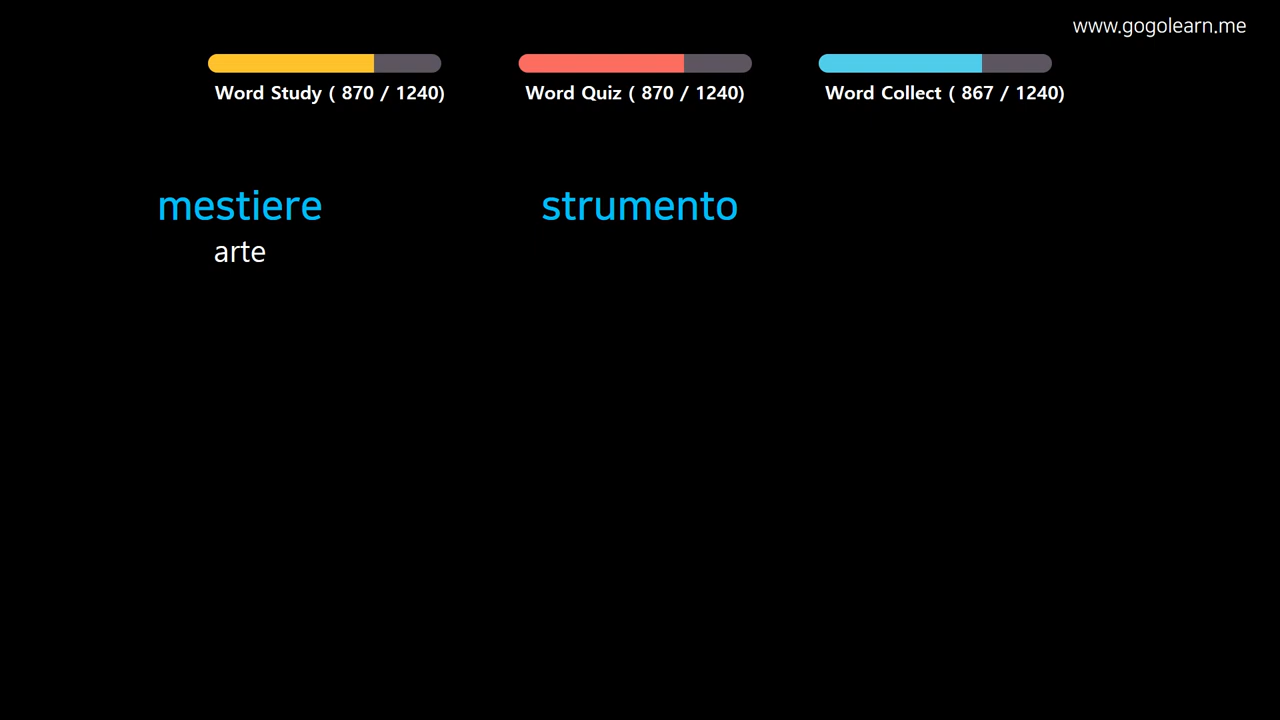 www.gogolearn.me
Word Study ( 870 / 1240)
Word Quiz ( 870 / 1240)
Word Collect ( 867 / 1240)
mestiere
arte
strumento